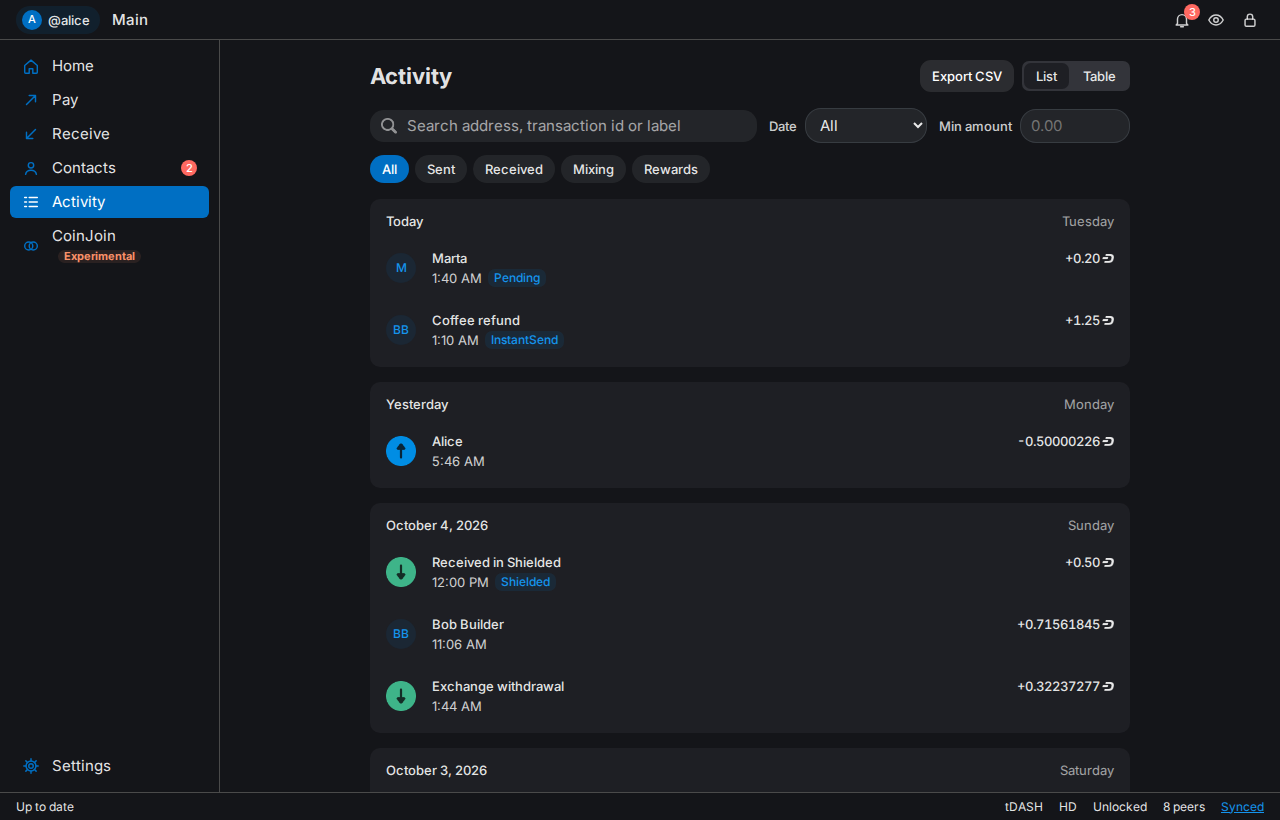 A @alice Main 3
Home
Pay
Receive
Contacts 2
Activity
CoinJoin
Experimental
Settings
Activity Export CSV List Table
Search address, transaction id or label Date All Min amount 0.00
All Sent Received Mixing Rewards
Today Tuesday
M Marta +0.20
1:40 AM Pending
BB Coffee refund +1.25
1:10 AM InstantSend
Yesterday Monday
Alice -0.50000226
5:46 AM
October 4, 2026 Sunday
Received in Shielded +0.50
12:00 PM Shielded
BB Bob Builder +0.71561845
11:06 AM
Exchange withdrawal +0.32237277
1:44 AM
October 3, 2026 Saturday
Up to date tDASH HD Unlocked 8 peers Synced